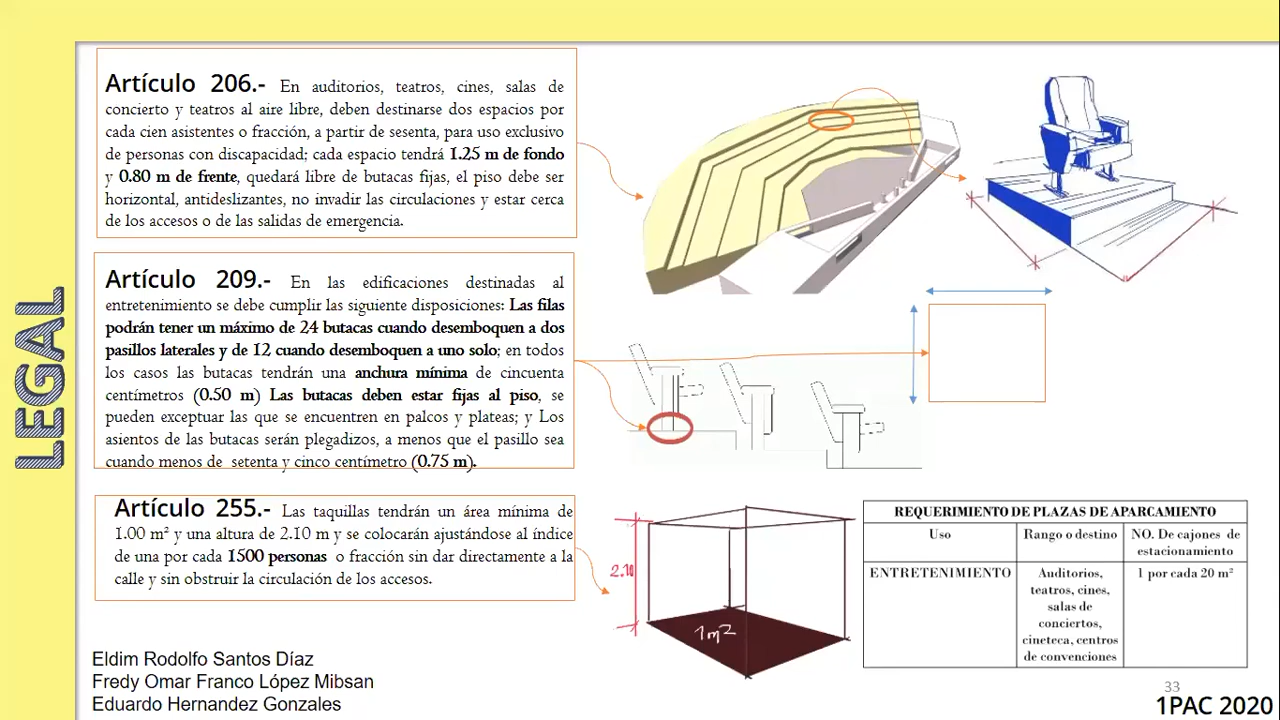 LEGAL
Artículo 206.- En auditorios, teatros, cines, salas de
concierto y teatros al aire libre, deben destinarse dos espacios por
cada cien asistentes o fracción, a partir de sesenta, para uso exclusivo
de personas con discapacidad; cada espacio tendrá 1.25 m de fondo
y 0.80 m de frente, quedará libre de butacas fijas, el piso debe ser
horizontal, antideslizantes, no invadir las circulaciones y estar cerca
de los accesos o de las salidas de emergencia.
Artículo 209.- En las edificaciones destinadas al
entretenimiento se debe cumplir las siguiente disposiciones: Las filas
podrán tener un máximo de 24 butacas cuando desemboquen a dos
pasillos laterales y de 12 cuando desemboquen a uno solo; en todos
los casos las butacas tendrán una anchura mínima de cincuenta
centímetros (0.50 m) Las butacas deben estar fijas al piso, se
pueden exceptuar las que se encuentren en palcos y plateas; y Los
asientos de las butacas serán plegadizos, a menos que el pasillo sea
cuando menos de setenta y cinco centímetro (0.75 m).
Artículo 255.- Las taquillas tendrán un área mínima de
1.00 m² y una altura de 2.10 m y se colocarán ajustándose al índice
de una por cada 1500 personas o fracción sin dar directamente a la
calle y sin obstruir la circulación de los accesos.
2.10
1m²
REQUERIMIENTO DE PLAZAS DE APARCAMIENTO
Uso
Rango o destino
NO. De cajones de
estacionamiento
ENTRETENIMIENTO
Auditorios,
teatros, cines,
salas de
conciertos,
cineteca, centros
de convenciones
1 por cada 20 m²
Eldim Rodolfo Santos Díaz
Fredy Omar Franco López Mibsan
Eduardo Hernandez Gonzales
33
1PAC 2020